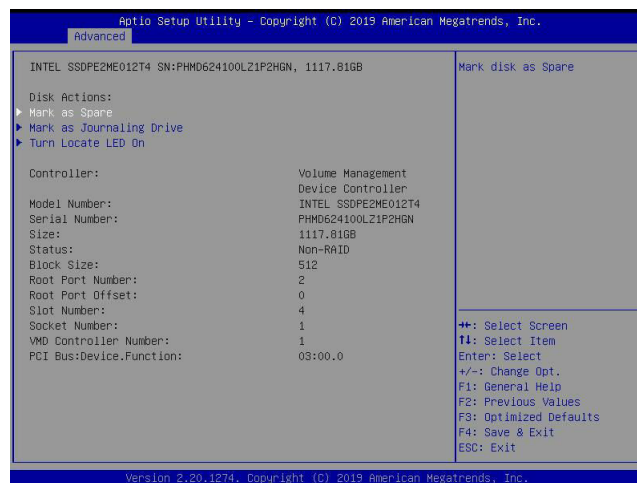 Aptio Setup Utility – Copyright (C) 2019 American Megatrends, Inc.
Advanced
INTEL SSDPE2ME012T4 SN:PHMD624100LZ1P2HGN, 1117.81GB
Mark disk as Spare
Disk Actions:
Mark as Spare
Mark as Journaling Drive
Turn Locate LED On
Controller: Volume Management
Device Controller
Model Number: INTEL SSDPE2ME012T4
Serial Number: PHMD624100LZ1P2HGN
Size: 1117.81GB
Status: Non-RAID
Block Size: 512
Root Port Number: 2
Root Port Offset: 0
Slot Number: 4
Socket Number: 1
VMD Controller Number: 1
PCI Bus:Device.Function: 03:00.0
→←: Select Screen
↑↓: Select Item
Enter: Select
+/-: Change Opt.
F1: General Help
F2: Previous Values
F3: Optimized Defaults
F4: Save & Exit
ESC: Exit
Version 2.20.1274. Copyright (C) 2019 American Megatrends, Inc.